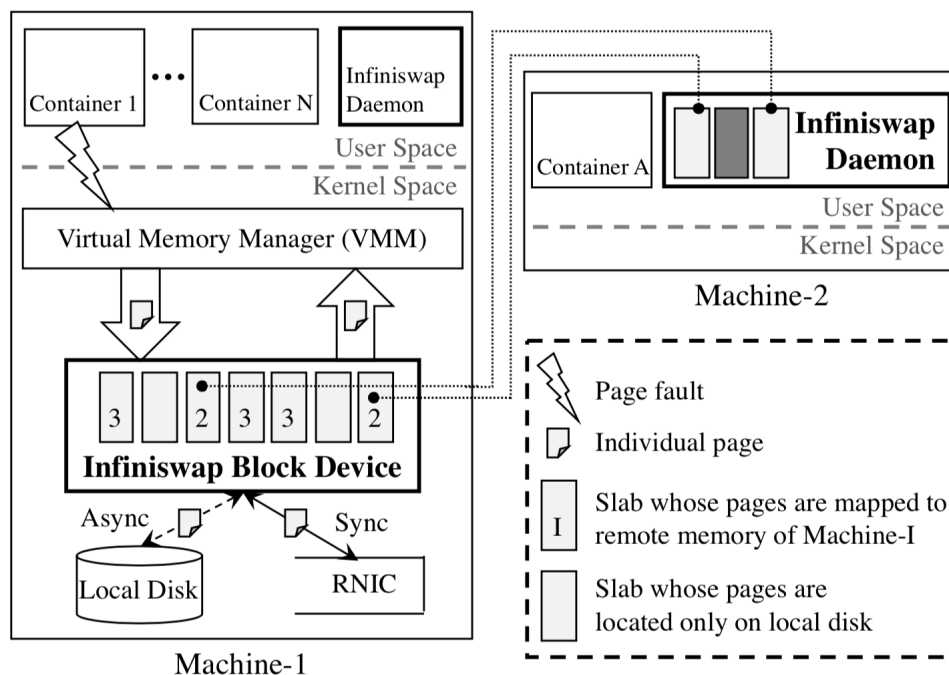 Container 1
•••
Container N
Infiniswap
Daemon
User Space
Kernel Space
Virtual Memory Manager (VMM)
3
2
3
3
2
Infiniswap Block Device
Async
Sync
Local Disk
RNIC
Machine-1
Container A
Infiniswap
Daemon
User Space
Kernel Space
Machine-2
Page fault
Individual page
I
Slab whose pages are mapped to
remote memory of Machine-I
Slab whose pages are
located only on local disk